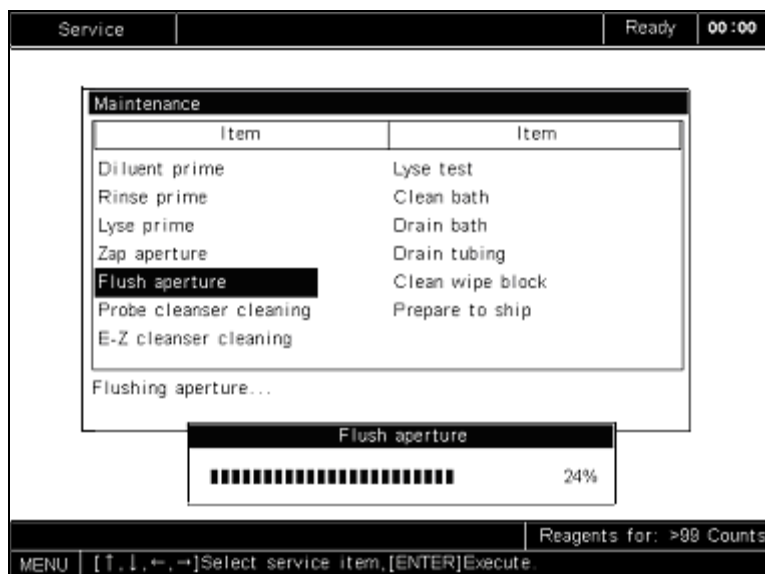 Service Ready 00:00
Maintenance
Item Item
Diluent prime Lyse test
Rinse prime Clean bath
Lyse prime Drain bath
Zap aperture Drain tubing
Flush aperture Clean wipe block
Probe cleanser cleaning Prepare to ship
E-Z cleanser cleaning
Flushing aperture...
Flush aperture
24%
Reagents for: >99 Counts
MENU [↑,↓,←,→]Select service item,[ENTER]Execute.